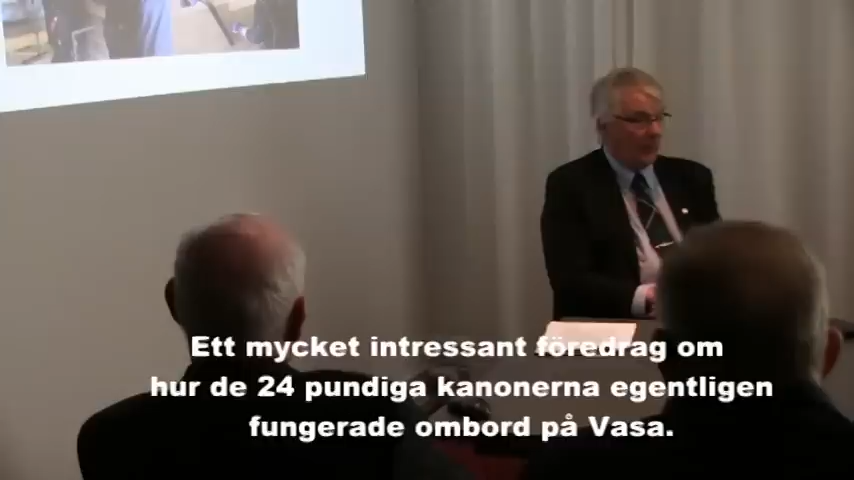 Ett mycket intressant föredrag om
hur de 24 pundiga kanonerna egentligen
fungerade ombord på Vasa.